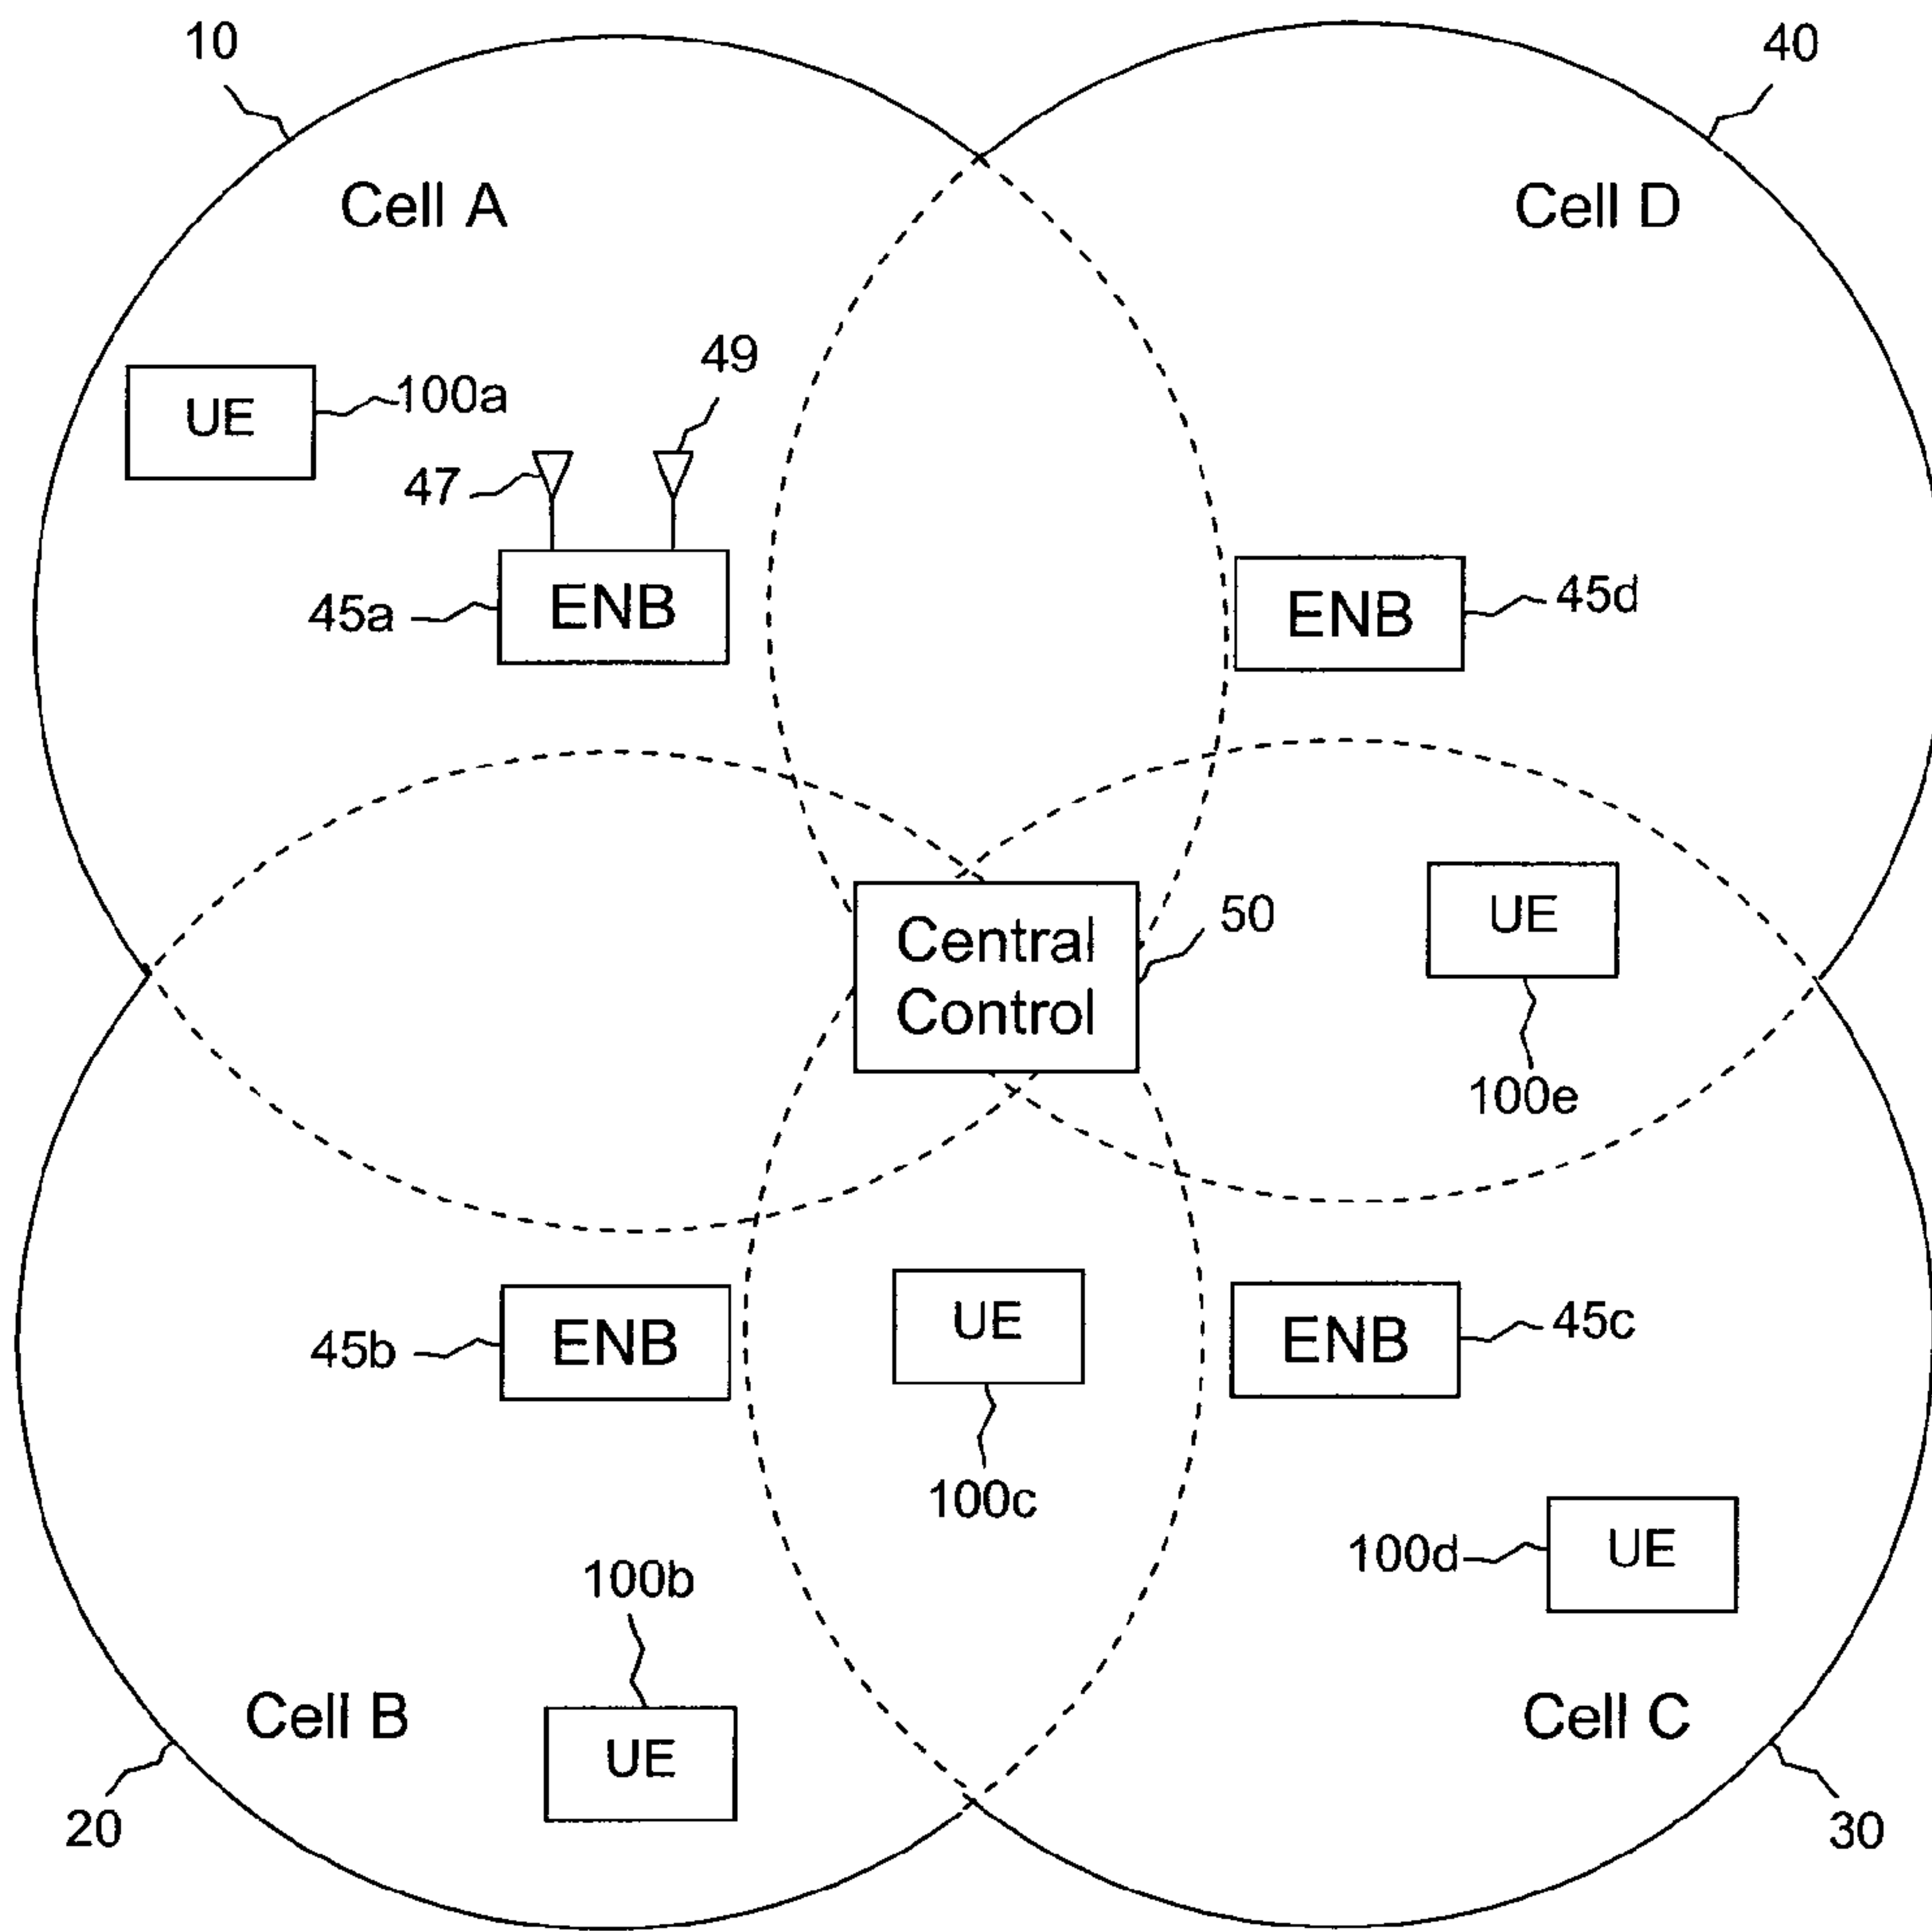 10
40
Cell A
Cell D
49
UE
100a
47
ENB
45a
ENB
45d
Central
Control
50
UE
100e
ENB
45b
UE
100c
ENB
45c
100d
UE
100b
Cell B
UE
Cell C
20
30